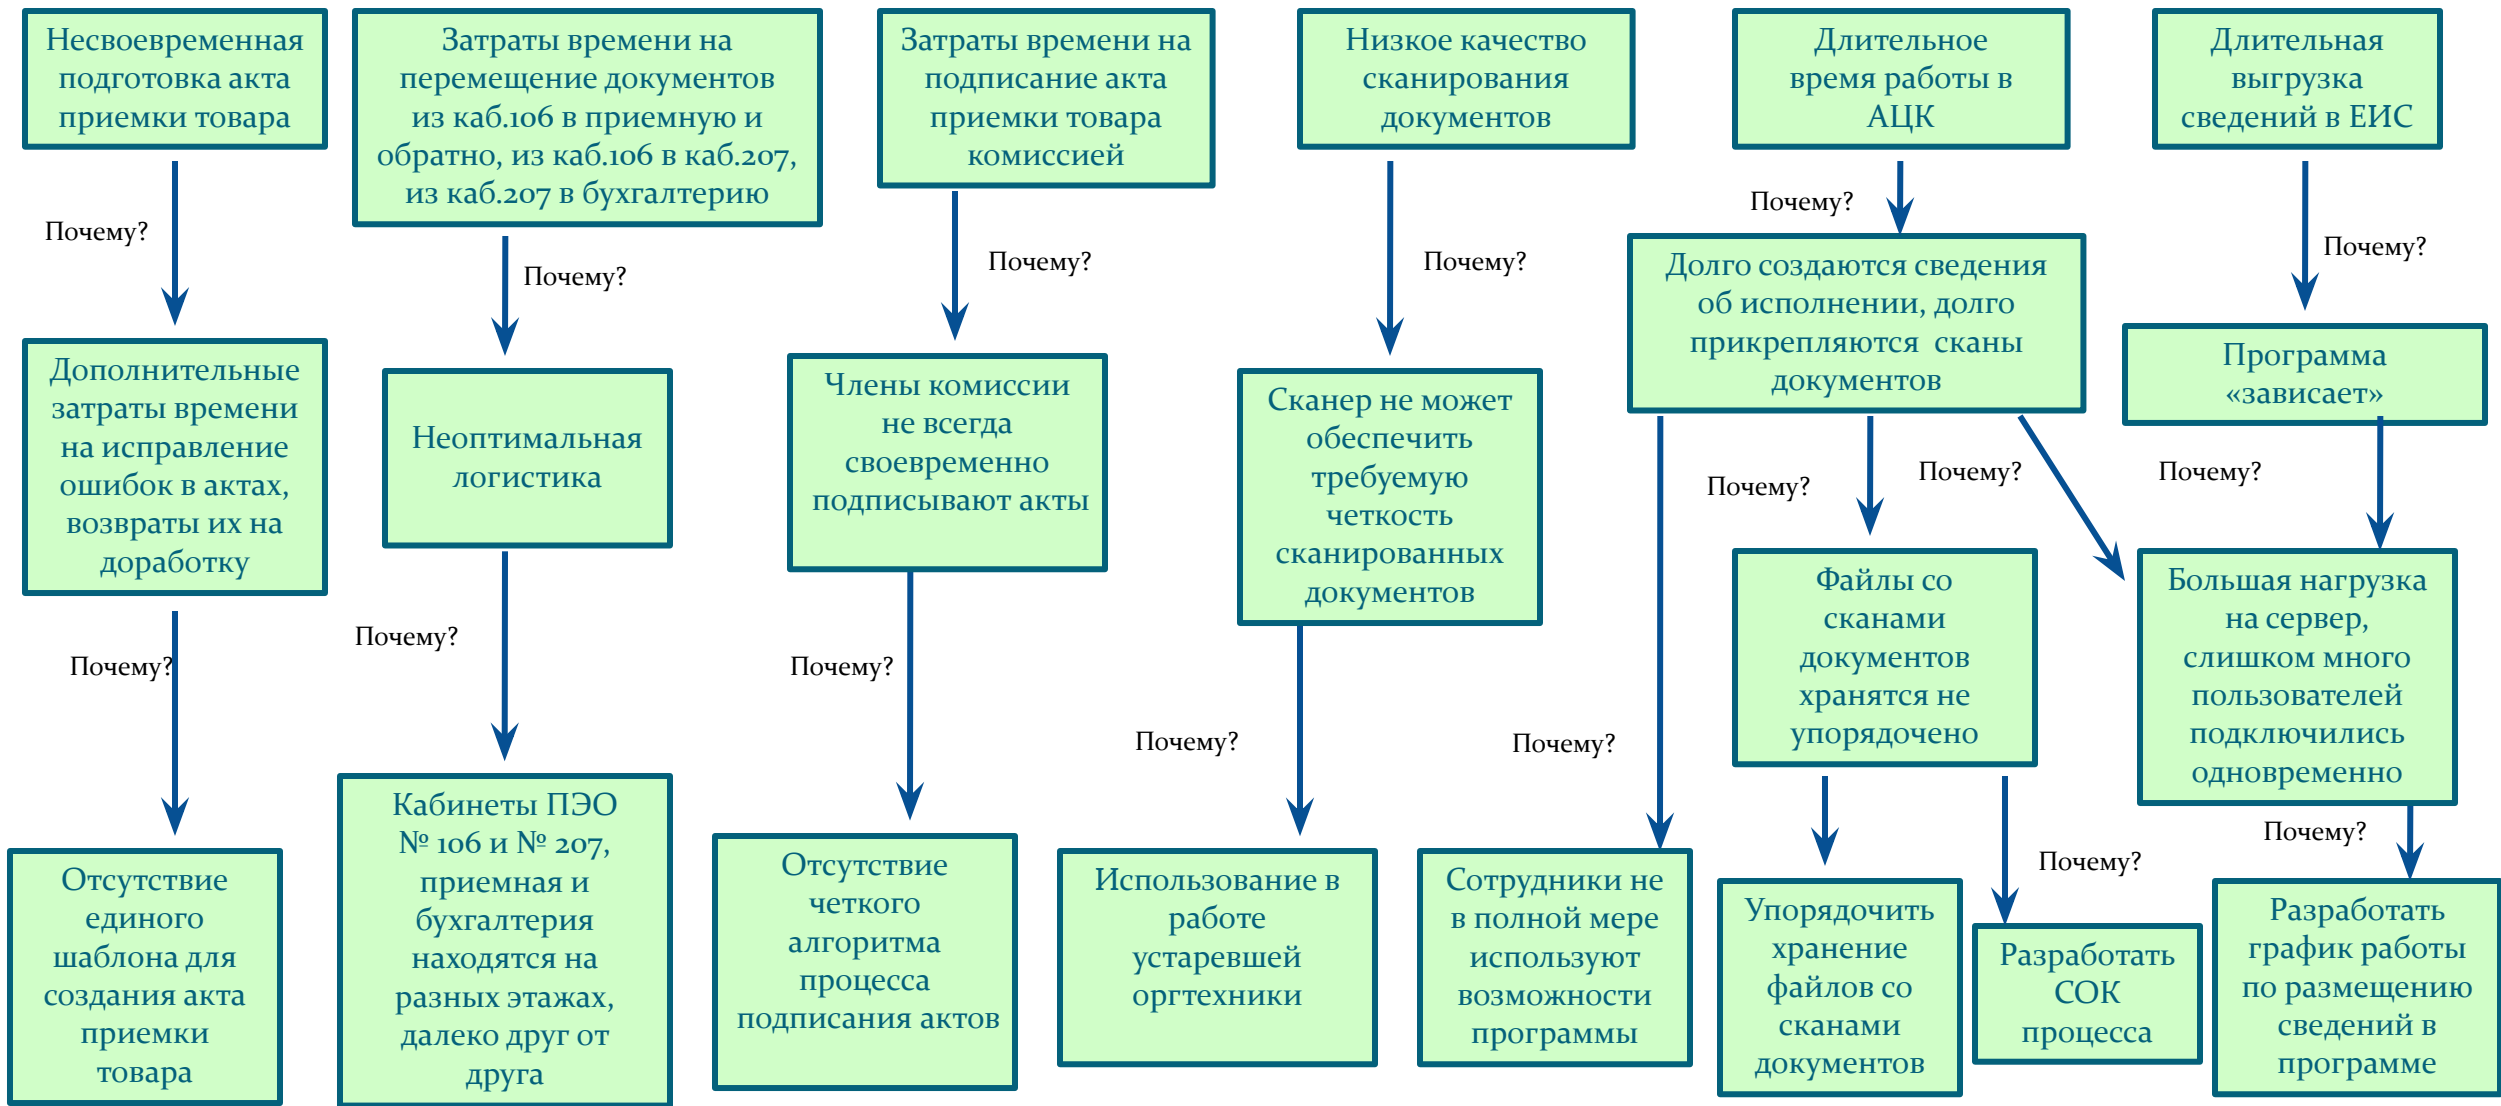 Несвоевременная
подготовка акта
приемки товара
Затраты времени на
перемещение документов
из каб.106 в приемную и
обратно, из каб.106 в каб.207,
из каб.207 в бухгалтерию
Затраты времени на
подписание акта
приемки товара
комиссией
Низкое качество
сканирования
документов
Длительное
время работы в
АЦК
Длительная
выгрузка
сведений в ЕИС
Почему?
Почему?
Почему?
Почему?
Почему?
Почему?
Дополнительные
затраты времени
на исправление
ошибок в актах,
возвраты их на
доработку
Неоптимальная
логистика
Члены комиссии
не всегда
своевременно
подписывают акты
Сканер не может
обеспечить
требуемую
четкость
сканированных
документов
Долго создаются сведения
об исполнении, долго
прикрепляются сканы
документов
Программа
«зависает»
Почему?
Почему?
Почему?
Почему?
Почему?
Почему?
Почему?
Почему?
Файлы со
сканами
документов
хранятся не
упорядочено
Большая нагрузка
на сервер,
слишком много
пользователей
подключились
одновременно
Почему?
Почему?
Отсутствие
единого
шаблона для
создания акта
приемки
товара
Кабинеты ПЭО
№ 106 и № 207,
приемная и
бухгалтерия
находятся на
разных этажах,
далеко друг от
друга
Отсутствие
четкого
алгоритма
процесса
подписания актов
Использование в
работе
устаревшей
оргтехники
Сотрудники не
в полной мере
используют
возможности
программы
Упорядочить
хранение
файлов со
сканами
документов
Разработать
СОК
процесса
Разработать
график работы
по размещению
сведений в
программе